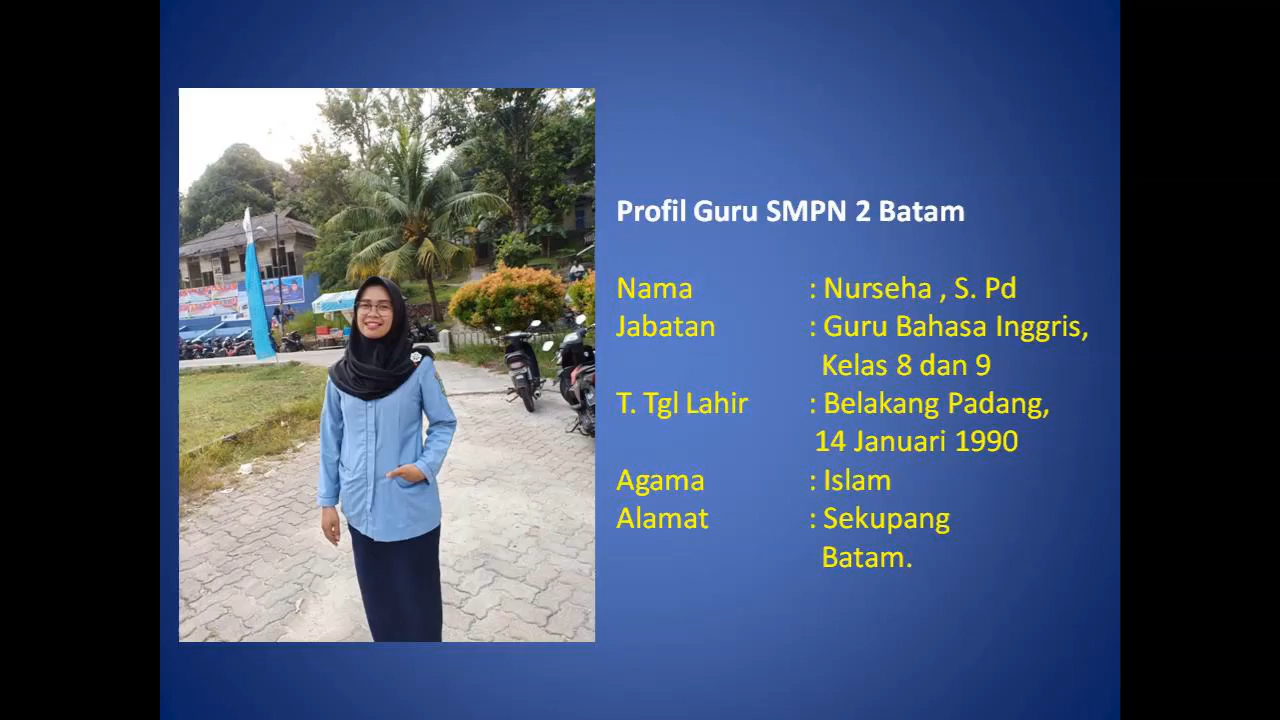 Profil Guru SMPN 2 Batam
Nama : Nurseha , S. Pd
Jabatan : Guru Bahasa Inggris,
Kelas 8 dan 9
T. Tgl Lahir : Belakang Padang,
14 Januari 1990
Agama : Islam
Alamat : Sekupang
Batam.